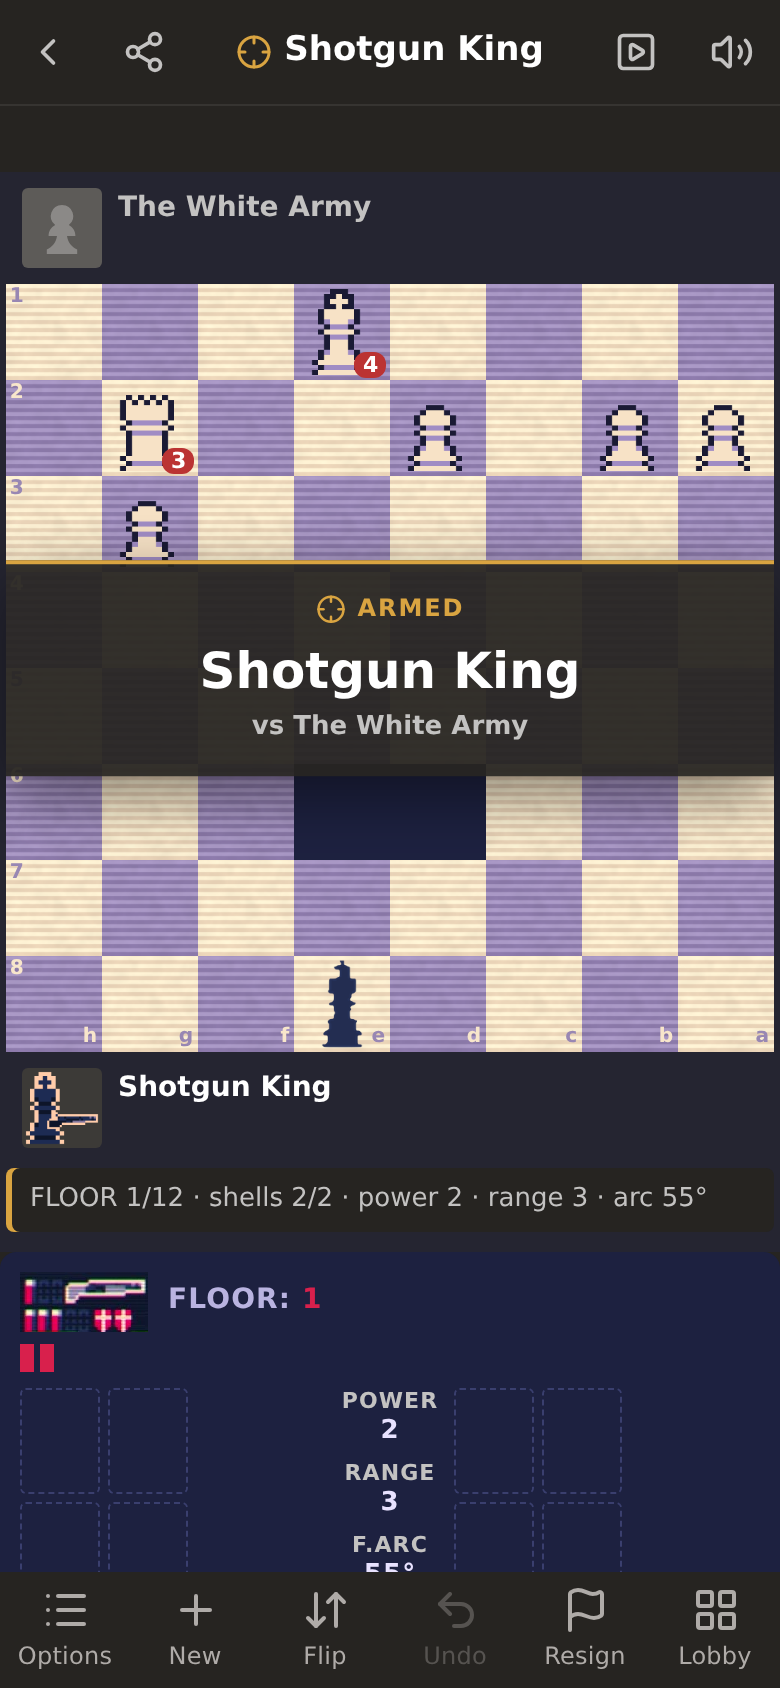 Shotgun King
The White Army
1
4
2
3
3
ARMED
Shotgun King
vs The White Army
6
7
8
h g f e d c b a
Shotgun King
FLOOR 1/12 · shells 2/2 · power 2 · range 3 · arc 55°
FLOOR: 1
POWER
2
RANGE
3
F.ARC
55°
Options New Flip Undo Resign Lobby